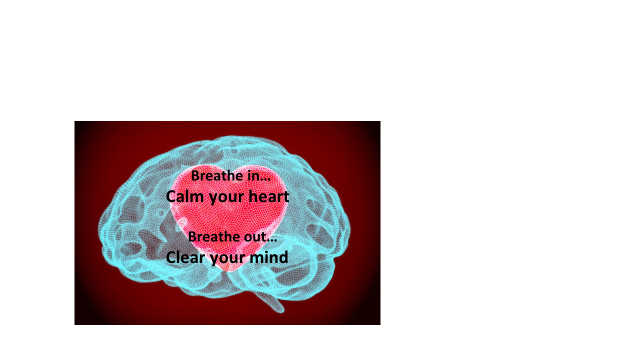 Breathe in...
Calm your heart
Breathe out...
Clear your mind